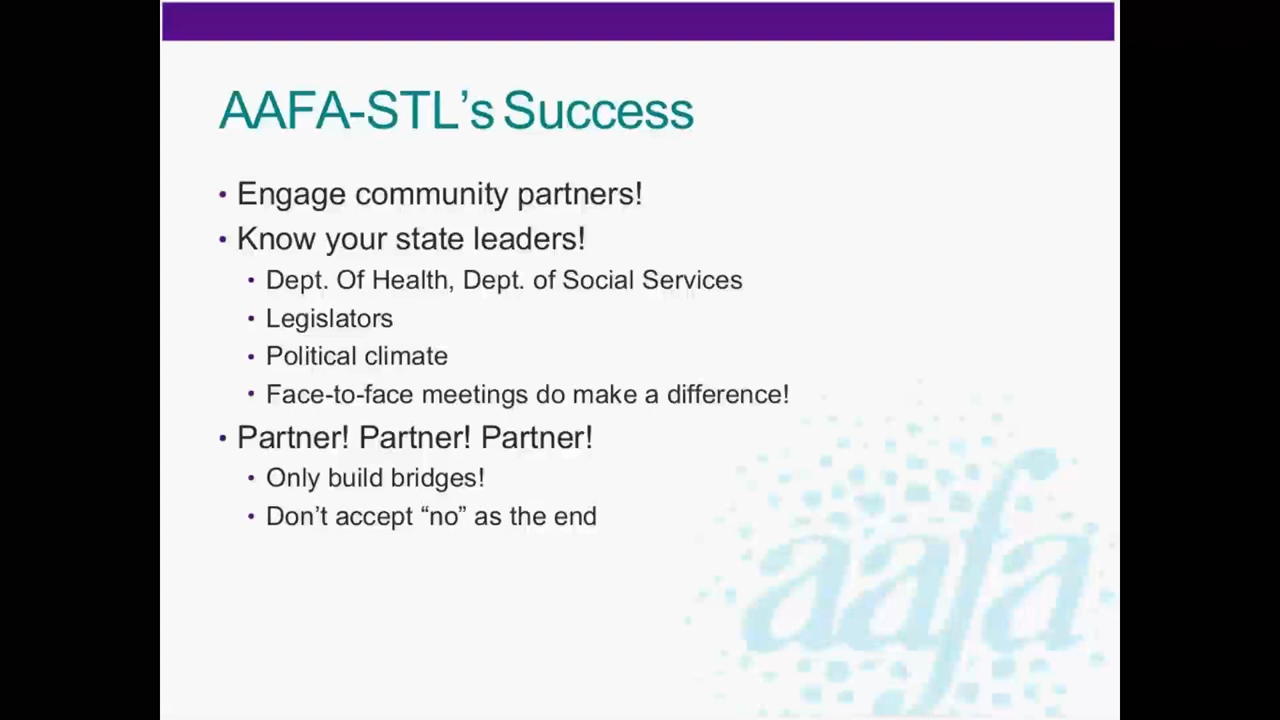 AAFA-STL’s Success
• Engage community partners!
• Know your state leaders!
• Dept. Of Health, Dept. of Social Services
• Legislators
• Political climate
• Face-to-face meetings do make a difference!
• Partner! Partner! Partner!
• Only build bridges!
• Don’t accept “no” as the end
aafa